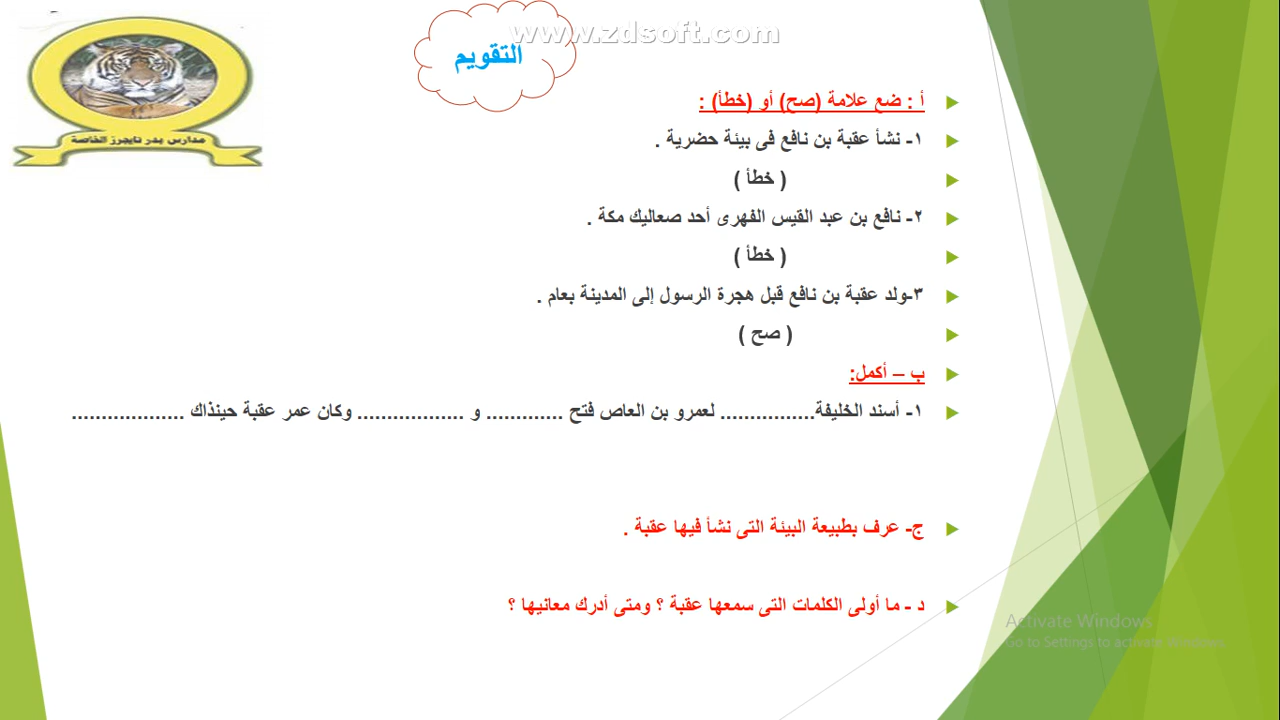 www.zdsoft.com
التقويم
مدارس بدر تايجرز الخاصة
أ : ضع علامة (صح) أو (خطأ) :
١- نشأ عقبة بن نافع فى بيئة حضرية .
( خطأ )
٢- نافع بن عبد القيس الفهرى أحد صعاليك مكة .
( خطأ )
٣-ولد عقبة بن نافع قبل هجرة الرسول إلى المدينة بعام .
( صح )
ب – أكمل:
١- أسند الخليفة................ لعمرو بن العاص فتح ............. و .................. وكان عمر عقبة حينذاك ...................
ج- عرف بطبيعة البيئة التى نشأ فيها عقبة .
د - ما أولى الكلمات التى سمعها عقبة ؟ ومتى أدرك معانيها ؟
Activate Windows
Go to Settings to activate Windows.